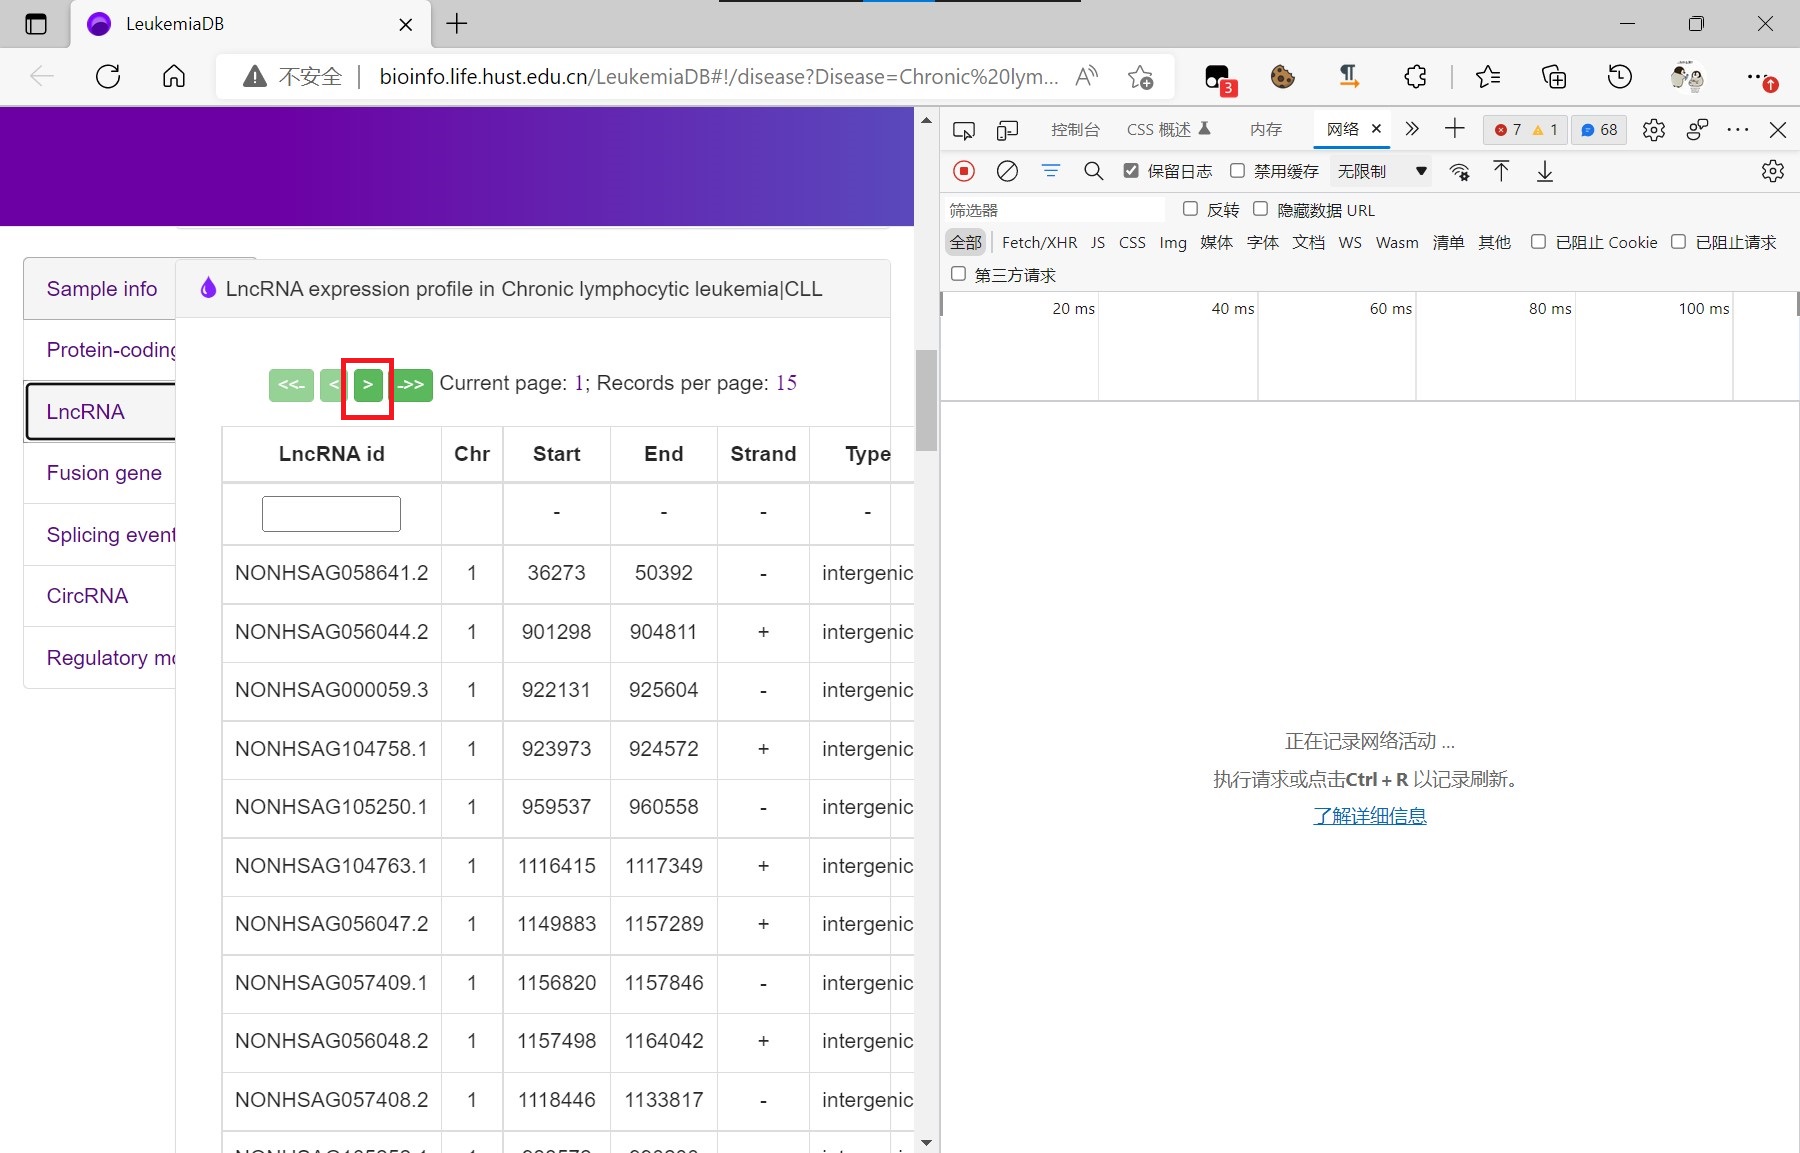 LeukemiaDB
不安全
bioinfo.life.hust.edu.cn/LeukemiaDB#!/disease?Disease=Chronic%20lym...
3
控制台 CSS 概述 内存 网络 7 1 68
保留日志 禁用缓存 无限制
筛选器 反转 隐藏数据 URL
全部 Fetch/XHR JS CSS Img 媒体 字体 文档 WS Wasm 清单 其他 已阻止 Cookie 已阻止请求
第三方请求
20 ms 40 ms 60 ms 80 ms 100 ms
正在记录网络活动 ...
执行请求或点击Ctrl + R 以记录刷新。
了解详细信息
Sample info
Protein-coding
LncRNA
Fusion gene
Splicing event
CircRNA
Regulatory mo
LncRNA expression profile in Chronic lymphocytic leukemia|CLL
<<- < > ->> Current page: 1; Records per page: 15
LncRNA id Chr Start End Strand Type
- - - -
NONHSAG058641.2 1 36273 50392 - intergenic
NONHSAG056044.2 1 901298 904811 + intergenic
NONHSAG000059.3 1 922131 925604 - intergenic
NONHSAG104758.1 1 923973 924572 + intergenic
NONHSAG105250.1 1 959537 960558 - intergenic
NONHSAG104763.1 1 1116415 1117349 + intergenic
NONHSAG056047.2 1 1149883 1157289 + intergenic
NONHSAG057409.1 1 1156820 1157846 - intergenic
NONHSAG056048.2 1 1157498 1164042 + intergenic
NONHSAG057408.2 1 1118446 1133817 - intergenic